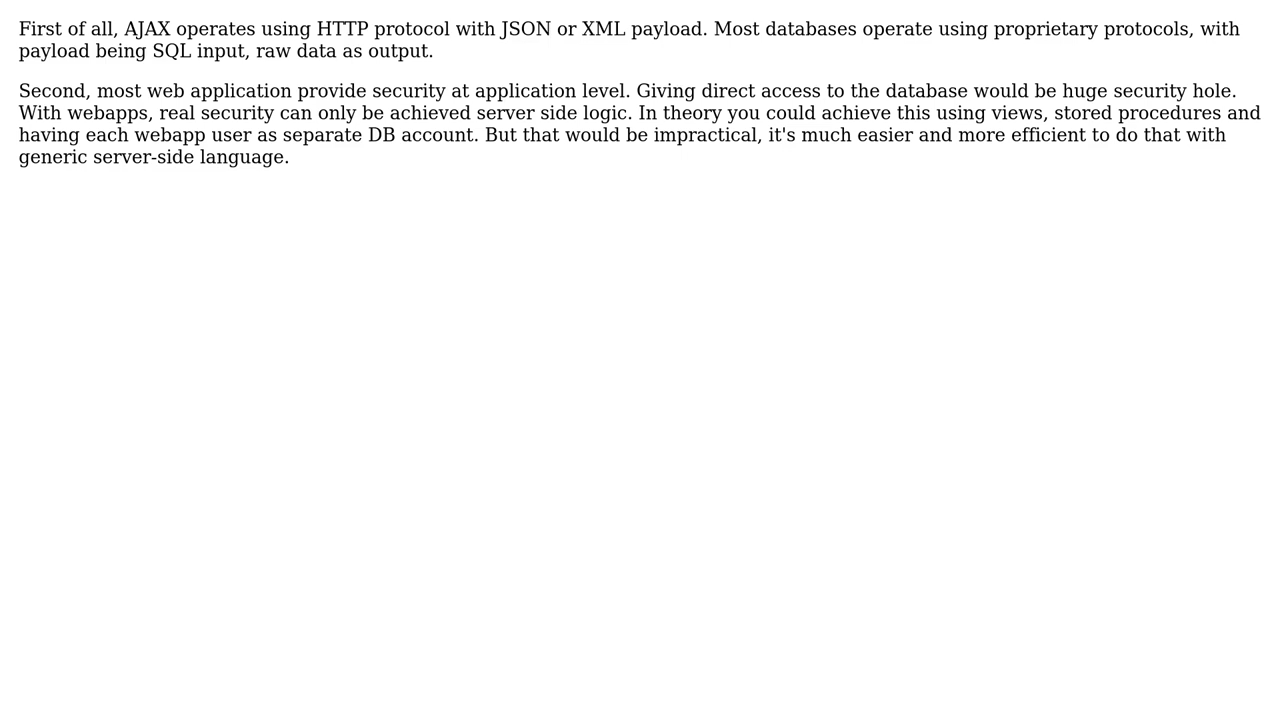 First of all, AJAX operates using HTTP protocol with JSON or XML payload. Most databases operate using proprietary protocols, with
payload being SQL input, raw data as output.
Second, most web application provide security at application level. Giving direct access to the database would be huge security hole.
With webapps, real security can only be achieved server side logic. In theory you could achieve this using views, stored procedures and
having each webapp user as separate DB account. But that would be impractical, it's much easier and more efficient to do that with
generic server-side language.